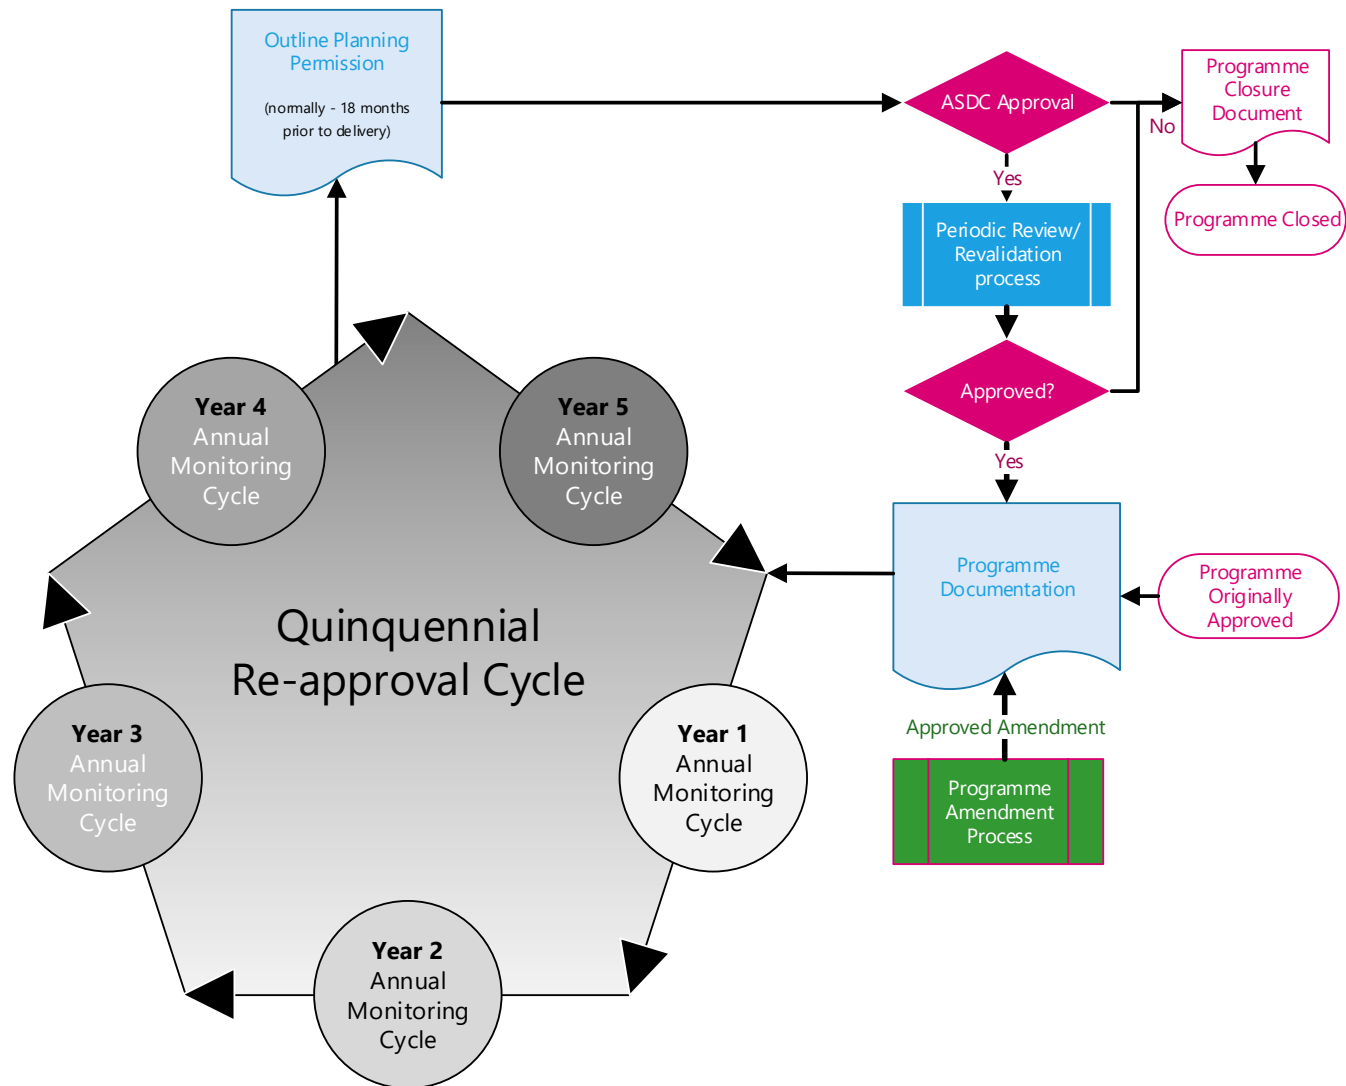 Outline Planning
Permission
(normally - 18 months
prior to delivery)
ASDC Approval
No
Programme
Closure
Document
Programme Closed
Yes
Periodic Review/
Revalidation
process
Approved?
Yes
Programme
Documentation
Programme
Originally
Approved
Approved Amendment
Programme
Amendment
Process
Quinquennial
Re-approval Cycle
Year 4
Annual
Monitoring
Cycle
Year 5
Annual
Monitoring
Cycle
Year 3
Annual
Monitoring
Cycle
Year 1
Annual
Monitoring
Cycle
Year 2
Annual
Monitoring
Cycle